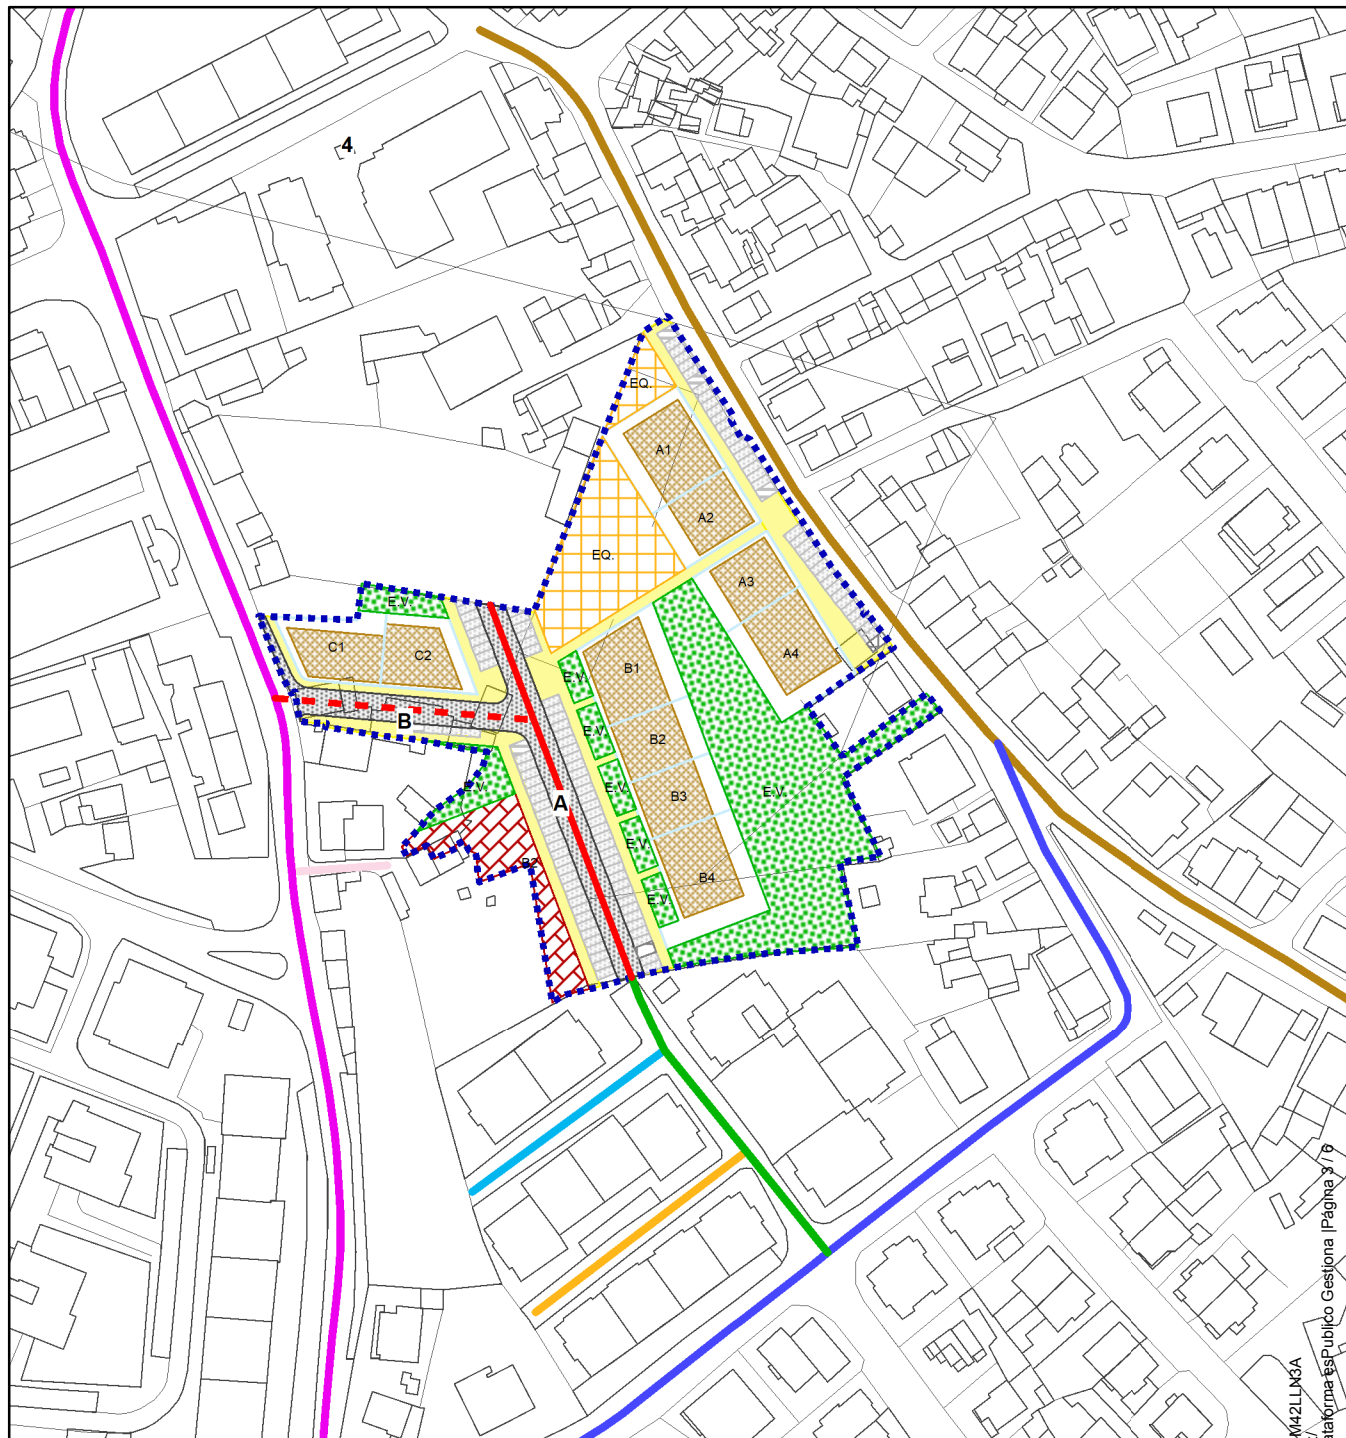 4
EQ.
A1
A2
EQ.
A3
E.V.
C1
C2
A4
B1
E.V.
B
B2
E.V.
E.V.
E.V.
B3
E.V.
A
E.V.
B2
B4
E.V.
M42LLN3A
ataforma esPublico Gestiona | Página 3 / 6